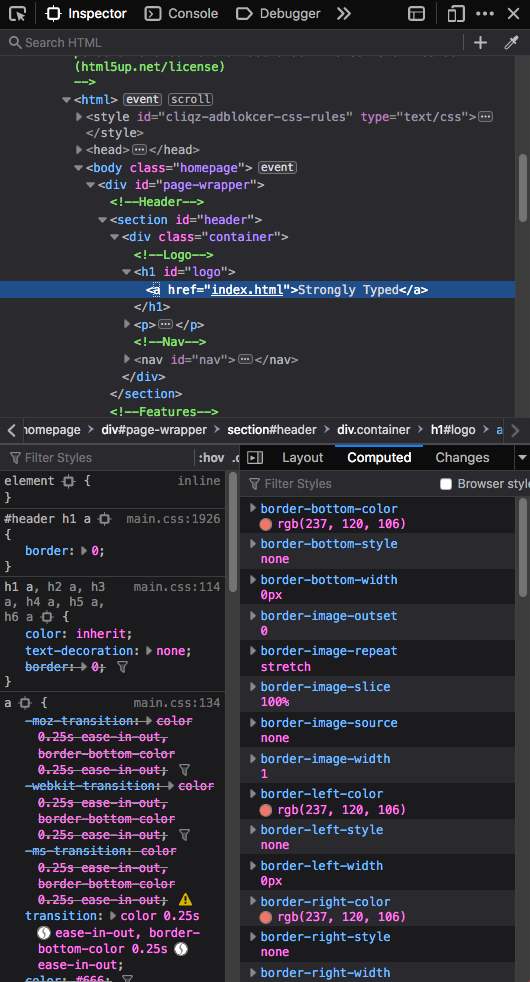 Inspector Console Debugger
Search HTML
(html5up.net/license)
-->
<html> event scroll
<style id="cliqz-adblokcer-css-rules" type="text/css">
</style>
<head> </head>
<body class="homepage"> event
<div id="page-wrapper">
<!--Header-->
<section id="header">
<div class="container">
<!--Logo-->
<h1 id="logo">
<a href="index.html">Strongly Typed</a>
</h1>
<p> </p>
<!--Nav-->
<nav id="nav"> </nav>
</div>
</section>
<!--Features-->
homepage > div#page-wrapper > section#header > div.container > h1#logo > a
Filter Styles :hov .c
element { inline
}
#header h1 a main.css:1926
{
border: 0;
}
h1 a, h2 a, h3 main.css:114
a, h4 a, h5 a,
h6 a {
color: inherit;
text-decoration: none;
border: 0;
}
a { main.css:134
-moz-transition: color
0.25s ease-in-out,
border-bottom-color
0.25s ease-in-out;
-webkit-transition: color
0.25s ease-in-out,
border-bottom-color
0.25s ease-in-out;
-ms-transition: color
0.25s ease-in-out,
border-bottom-color
0.25s ease-in-out;
transition: color 0.25s
ease-in-out, border-
bottom-color 0.25s
ease-in-out;
color: #666;
Layout Computed Changes
Filter Styles Browser style
border-bottom-color
rgb(237, 120, 106)
border-bottom-style
none
border-bottom-width
0px
border-image-outset
0
border-image-repeat
stretch
border-image-slice
100%
border-image-source
none
border-image-width
1
border-left-color
rgb(237, 120, 106)
border-left-style
none
border-left-width
0px
border-right-color
rgb(237, 120, 106)
border-right-style
none
border-right-width